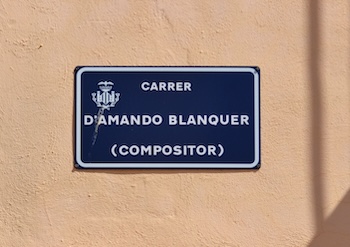 CARRER
D'AMANDO BLANQUER
(COMPOSITOR)